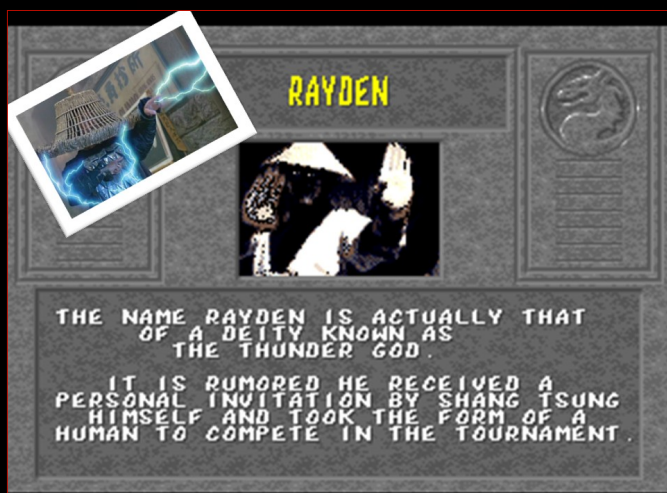 RAYDEN
THE NAME RAYDEN IS ACTUALLY THAT
OF A DEITY KNOWN AS
THE THUNDER GOD.
IT IS RUMORED HE RECEIVED A
PERSONAL INVITATION BY SHANG TSUNG
HIMSELF AND TOOK THE FORM OF A
HUMAN TO COMPETE IN THE TOURNAMENT.